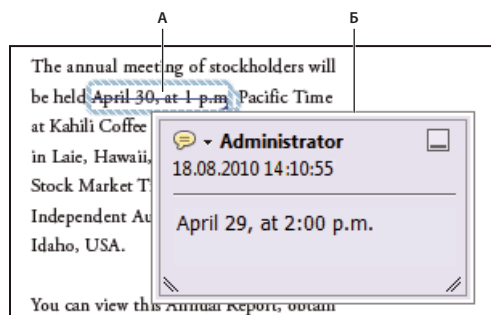 А Б
The annual meeting of stockholders will
be held April 30, at 1 p.m Pacific Time
at Kahili Coffee
in Laie, Hawaii,
Stock Market T
Independent Au
Idaho, USA.
You can view this Annual Report, obtain
Administrator
18.08.2010 14:10:55
April 29, at 2:00 p.m.